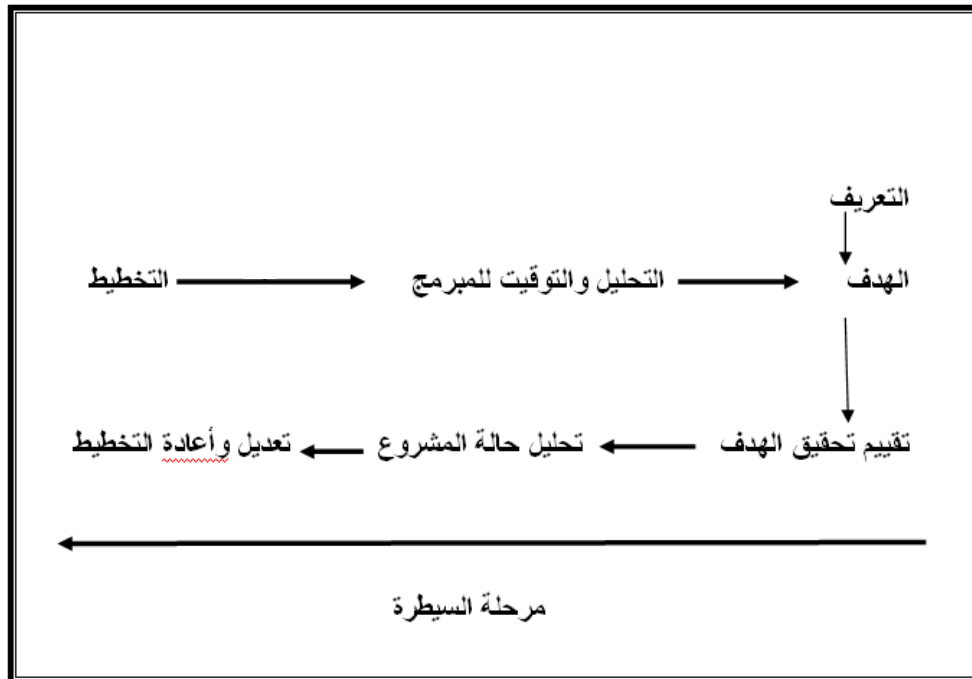 التعريف
الهدف التحليل والتوقيت للمبرمج التخطيط
تقييم تحقيق الهدف تحليل حالة المشروع تعديل وأعادة التخطيط
مرحلة السيطرة